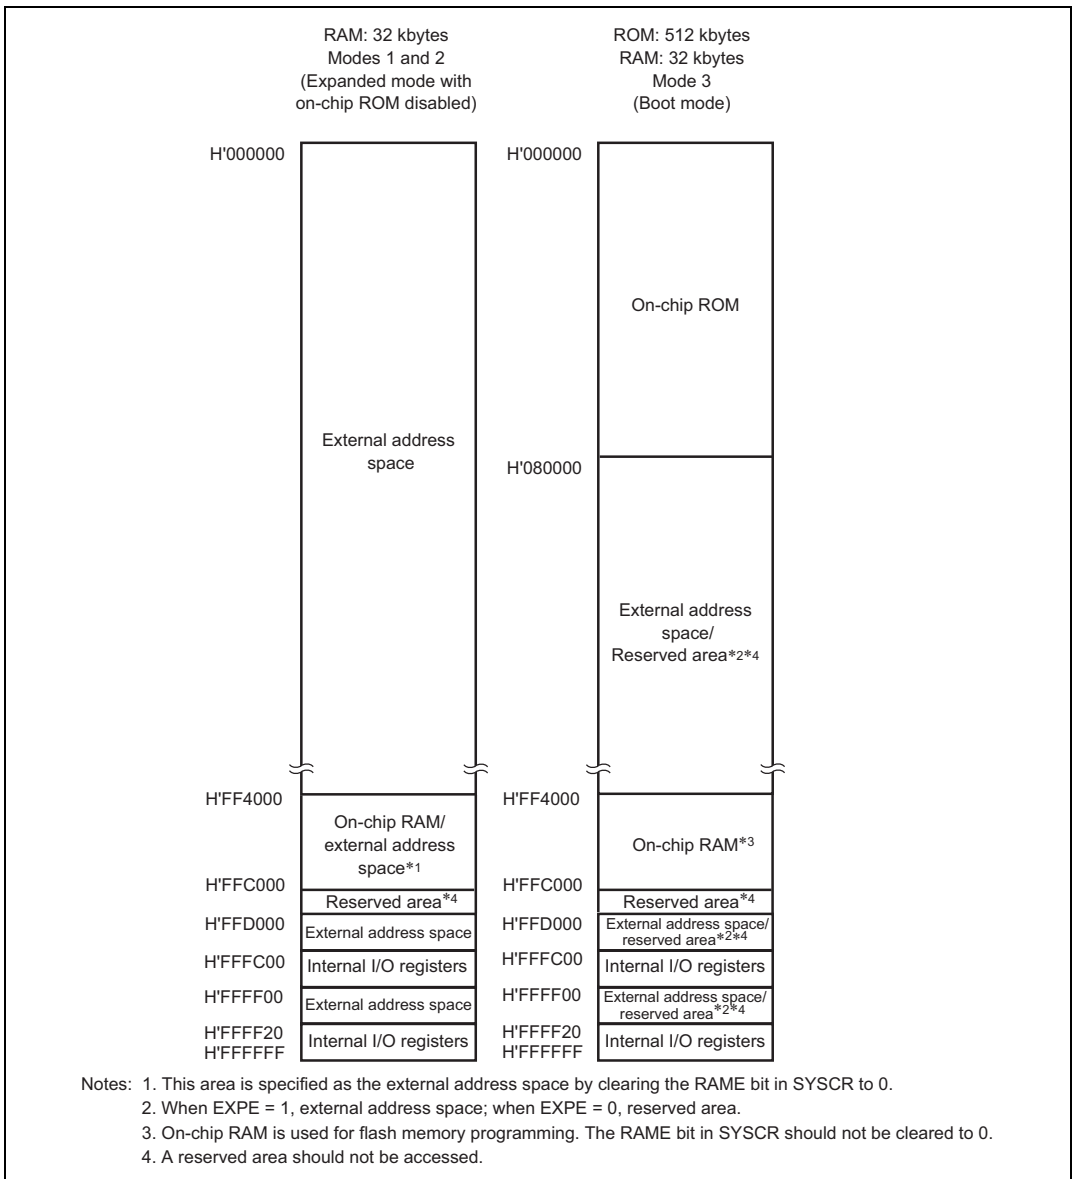 RAM: 32 kbytes
Modes 1 and 2
(Expanded mode with
on-chip ROM disabled)
ROM: 512 kbytes
RAM: 32 kbytes
Mode 3
(Boot mode)
H'000000
External address
space
H'FF4000
On-chip RAM/
external address
space*1
H'FFC000
Reserved area*4
H'FFD000
External address space
H'FFFC00
Internal I/O registers
H'FFFF00
External address space
H'FFFF20
Internal I/O registers
H'FFFFFF
H'000000
On-chip ROM
H'080000
External address
space/
Reserved area*2*4
H'FF4000
On-chip RAM*3
H'FFC000
Reserved area*4
H'FFD000
External address space/
reserved area*2*4
H'FFFC00
Internal I/O registers
H'FFFF00
External address space/
reserved area*2*4
H'FFFF20
Internal I/O registers
H'FFFFFF
Notes: 1. This area is specified as the external address space by clearing the RAME bit in SYSCR to 0.
2. When EXPE = 1, external address space; when EXPE = 0, reserved area.
3. On-chip RAM is used for flash memory programming. The RAME bit in SYSCR should not be cleared to 0.
4. A reserved area should not be accessed.